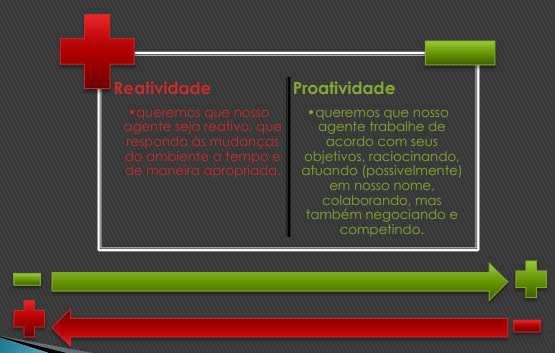 Reatividade
•queremos que nosso
agente seja reativo, que
responda as mudanças
do ambiente a tempo e
de maneira apropriada.
Proatividade
•queremos que nosso
agente trabalhe de
acordo com seus
objetivos, raciocinando,
atuando (possivelmente)
em nosso nome,
colaborando, mas
também negociando e
competindo.